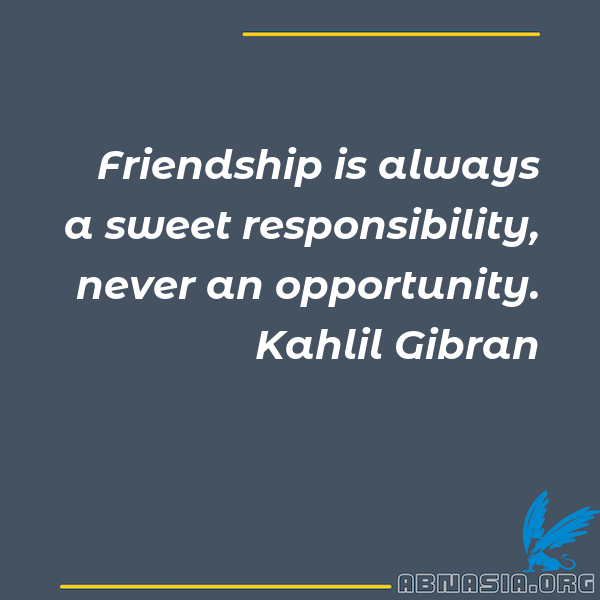 Friendship is always
a sweet responsibility,
never an opportunity.
Kahlil Gibran
ABNASIA.ORG